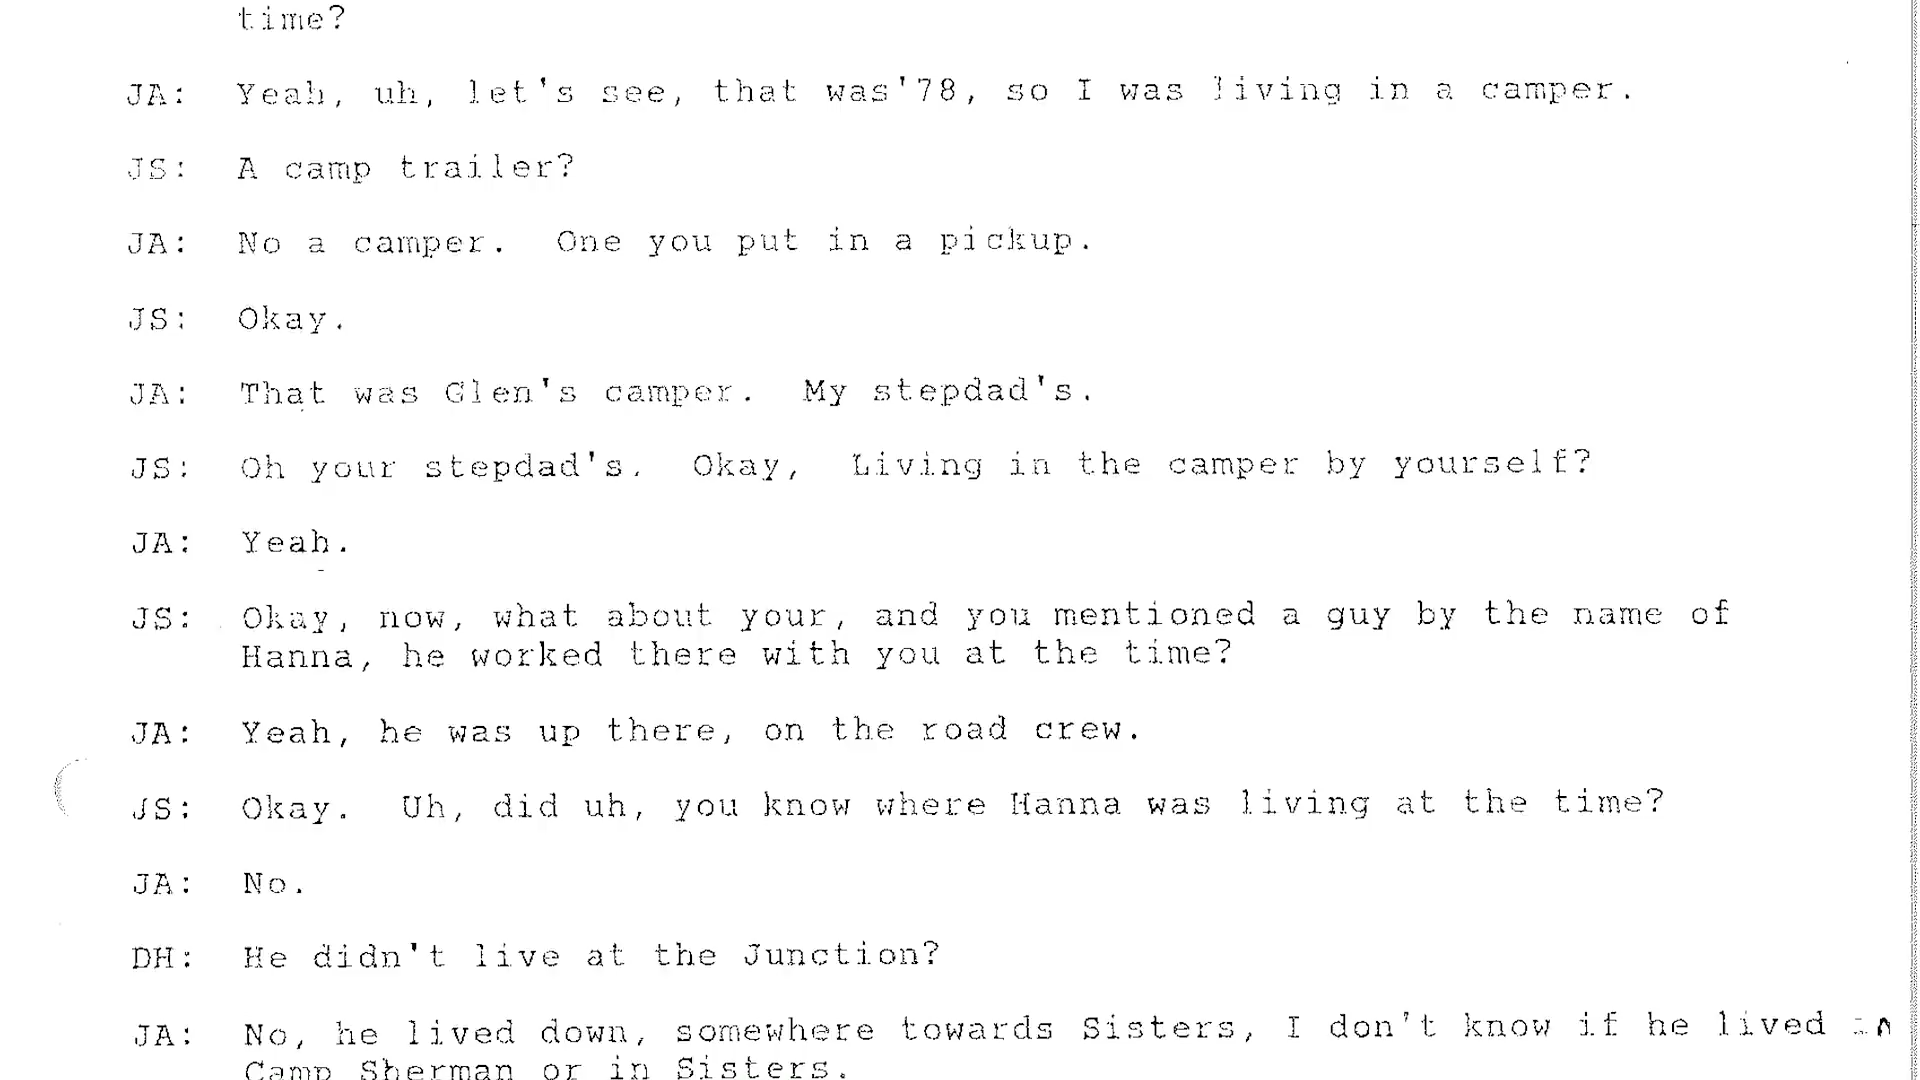 time?
JA: Yeah, uh, let's see, that was'78, so I was living in a camper.
JS: A camp trailer?
JA: No a camper. One you put in a pickup.
JS: Okay.
JA: That was Glen's camper. My stepdad's.
JS: Oh your stepdad's. Okay, Living in the camper by yourself?
JA: Yeah.
JS: Okay, now, what about your, and you mentioned a guy by the name of
Hanna, he worked there with you at the time?
JA: Yeah, he was up there, on the road crew.
JS: Okay. Uh, did uh, you know where Hanna was living at the time?
JA: No.
DH: He didn't live at the Junction?
JA: No, he lived down, somewhere towards Sisters, I don't know if he lived in
Camp Sherman or in Sisters.